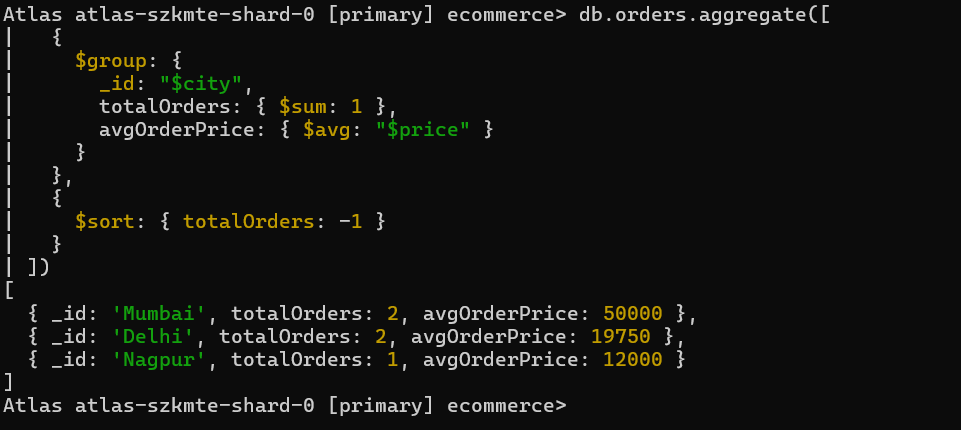 Atlas atlas-szkmte-shard-0 [primary] ecommerce> db.orders.aggregate([
|   {
|     $group: {
|       _id: "$city",
|       totalOrders: { $sum: 1 },
|       avgOrderPrice: { $avg: "$price" }
|     }
|   },
|   {
|     $sort: { totalOrders: -1 }
|   }
| ])
[
  { _id: 'Mumbai', totalOrders: 2, avgOrderPrice: 50000 },
  { _id: 'Delhi', totalOrders: 2, avgOrderPrice: 19750 },
  { _id: 'Nagpur', totalOrders: 1, avgOrderPrice: 12000 }
]
Atlas atlas-szkmte-shard-0 [primary] ecommerce>